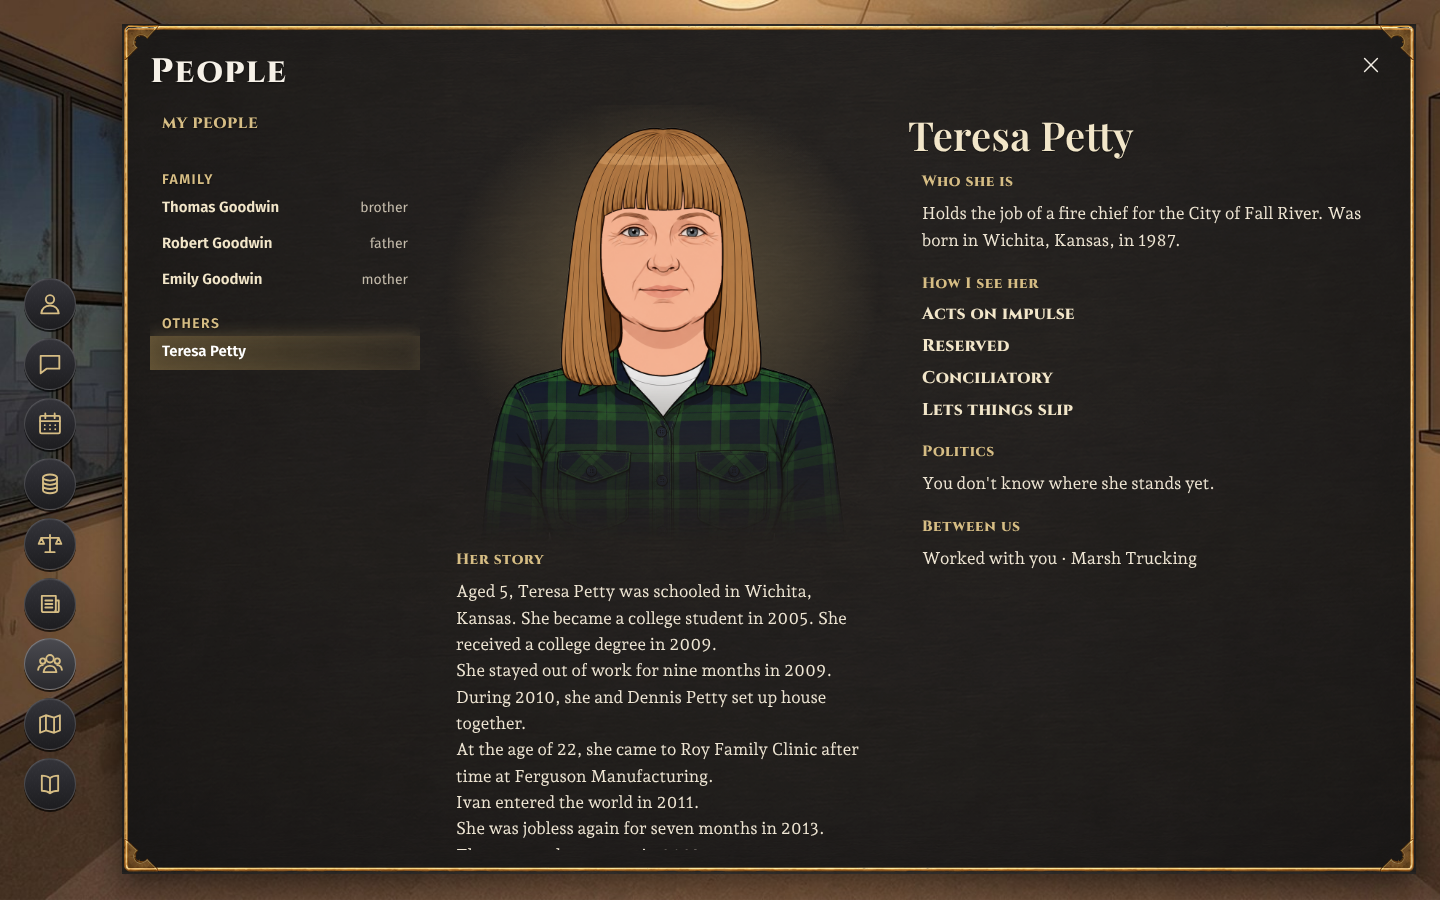 People
MY PEOPLE
FAMILY
Thomas Goodwin brother
Robert Goodwin father
Emily Goodwin mother
OTHERS
Teresa Petty
Her story
Aged 5, Teresa Petty was schooled in Wichita,
Kansas. She became a college student in 2005. She
received a college degree in 2009.
She stayed out of work for nine months in 2009.
During 2010, she and Dennis Petty set up house
together.
At the age of 22, she came to Roy Family Clinic after
time at Ferguson Manufacturing.
Ivan entered the world in 2011.
She was jobless again for seven months in 2013.
Teresa Petty
Who she is
Holds the job of a fire chief for the City of Fall River. Was
born in Wichita, Kansas, in 1987.
How I see her
Acts on impulse
Reserved
Conciliatory
Lets things slip
Politics
You don't know where she stands yet.
Between us
Worked with you · Marsh Trucking